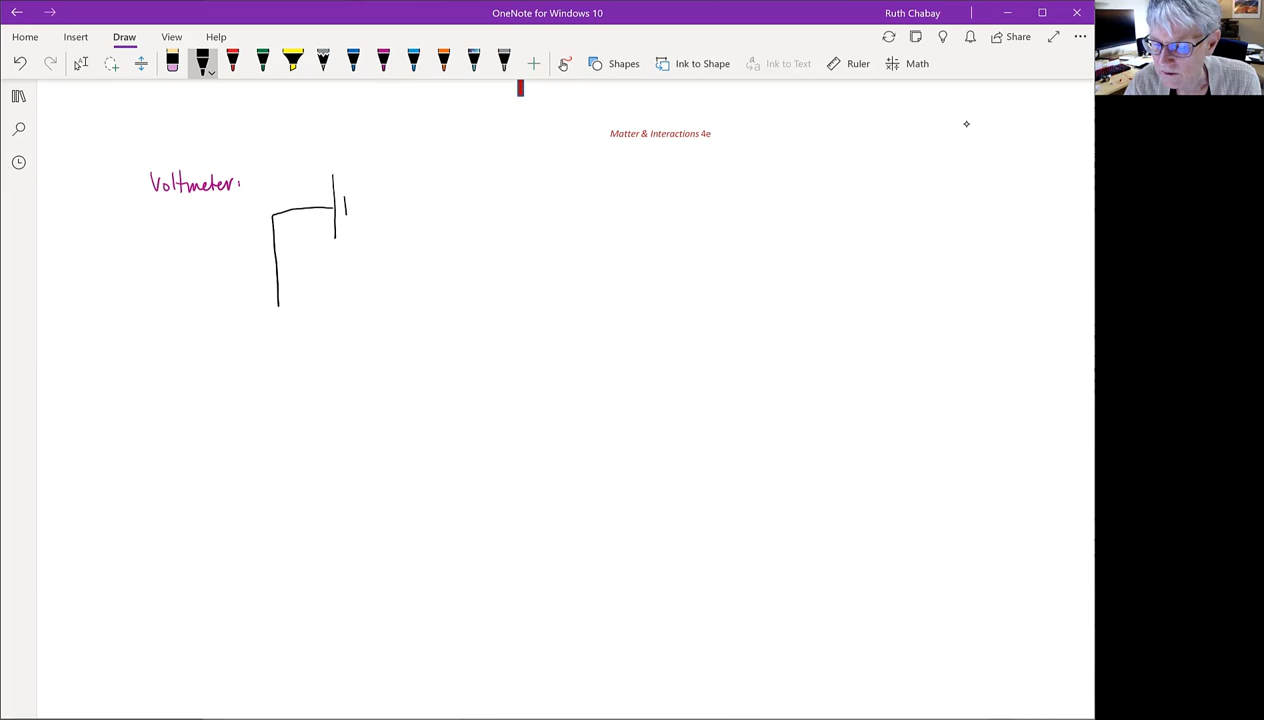 OneNote for Windows 10
Ruth Chabay
Home Insert Draw View Help
Shapes Ink to Shape Ink to Text Ruler Math
Share
Matter & Interactions 4e
Voltmeter: